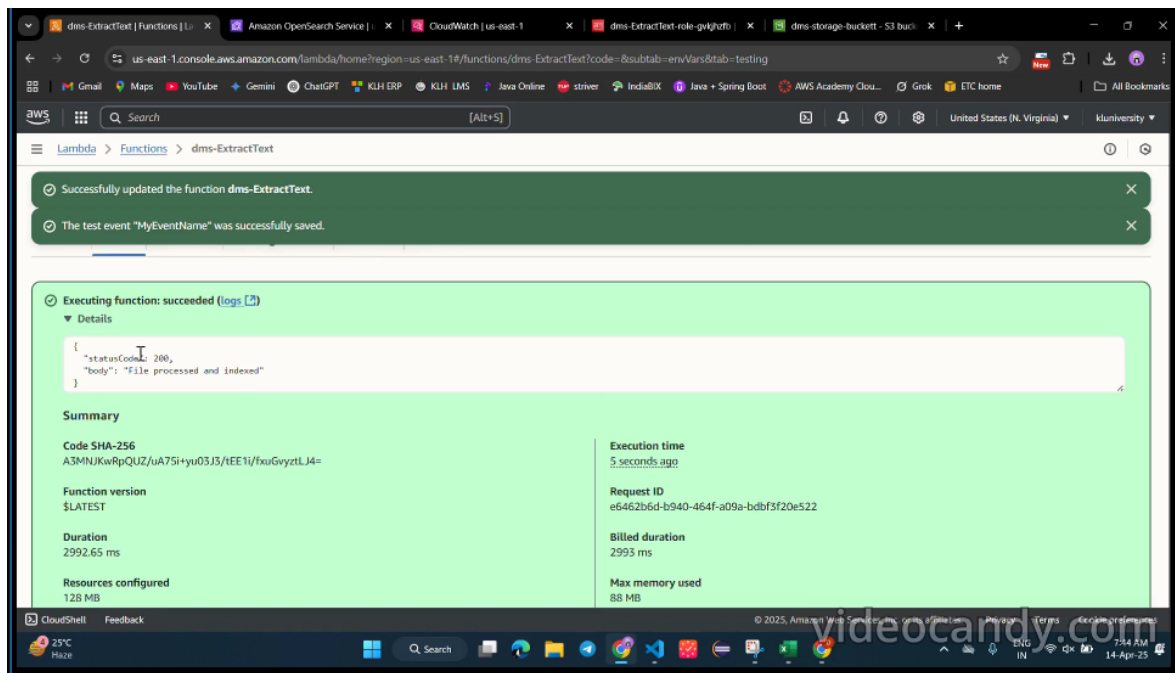 dms-ExtractText | Functions | La
Amazon OpenSearch Service |
CloudWatch | us-east-1
dms-ExtractText-role-gvkjhzfb |
dms-storage-buckett - S3 buck
us-east-1.console.aws.amazon.com/lambda/home?region=us-east-1#/functions/dms-ExtractText?code=&subtab=envVars&tab=testing
New
Gmail Maps YouTube Gemini ChatGPT KLH ERP KLH LMS Java Online striver IndiaBIX Java + Spring Boot AWS Academy Clou... Grok ETC home All Bookmarks
aws Search [Alt+S] United States (N. Virginia) ▼ kluniversity ▼
Lambda > Functions > dms-ExtractText
Successfully updated the function dms-ExtractText.
The test event "MyEventName" was successfully saved.
Executing function: succeeded (logs)
▼ Details
{
"statusCode": 200,
"body": "File processed and indexed"
}
Summary
Code SHA-256
A3MNJKwRpQUZ/uA75i+yu03J3/tEE1i/fxuGvyztLJ4=
Execution time
5 seconds ago
Function version
$LATEST
Request ID
e6462b6d-b940-464f-a09a-bdbf3f20e522
Duration
2992.65 ms
Billed duration
2993 ms
Resources configured
128 MB
Max memory used
88 MB
CloudShell Feedback
© 2025, Amazon Web Services, Inc. or its affiliates. Privacy Terms Cookie preferences
videocandy.com
4
25°C
Haze
Search
ENG
IN
7:44 AM
14-Apr-25